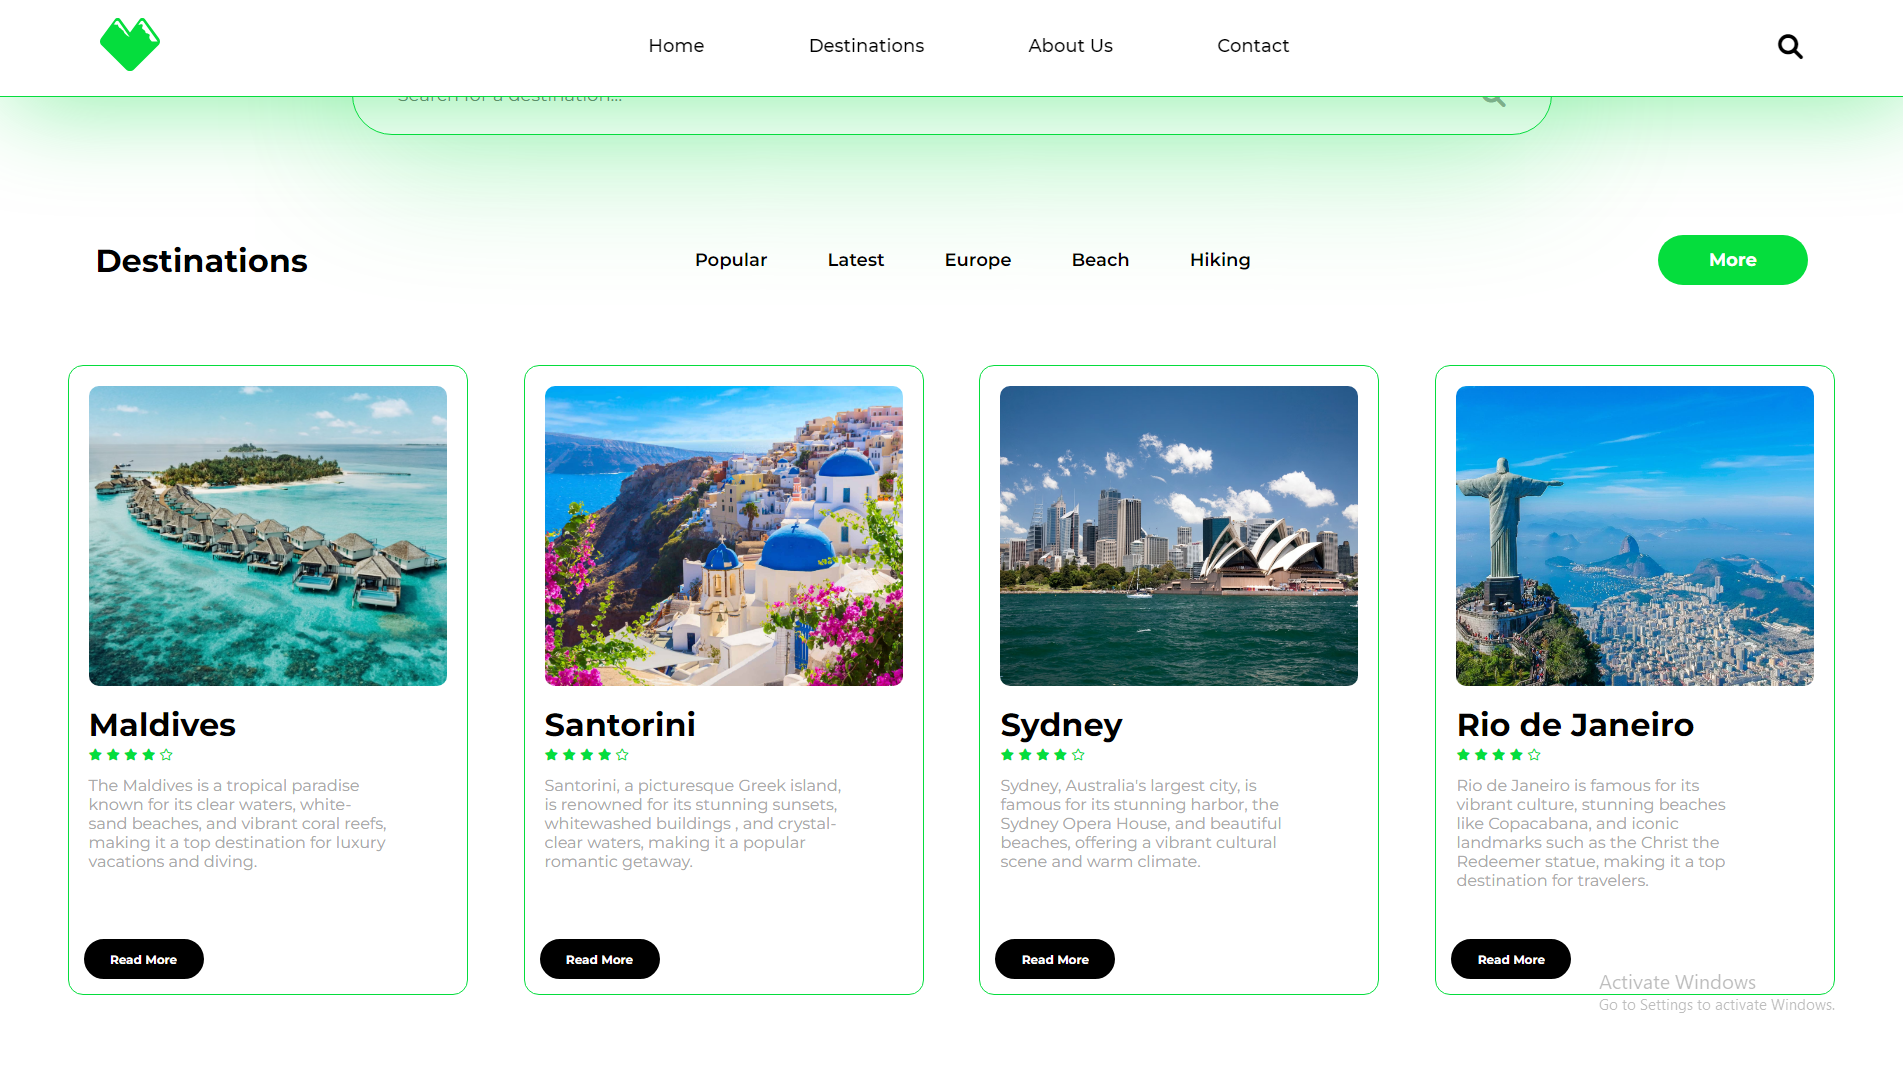 Home Destinations About Us Contact
Search for a destination...
Destinations
Popular Latest Europe Beach Hiking
More
Maldives
The Maldives is a tropical paradise
known for its clear waters, white-
sand beaches, and vibrant coral reefs,
making it a top destination for luxury
vacations and diving.
Read More
Santorini
Santorini, a picturesque Greek island,
is renowned for its stunning sunsets,
whitewashed buildings , and crystal-
clear waters, making it a popular
romantic getaway.
Read More
Sydney
Sydney, Australia's largest city, is
famous for its stunning harbor, the
Sydney Opera House, and beautiful
beaches, offering a vibrant cultural
scene and warm climate.
Read More
Rio de Janeiro
Rio de Janeiro is famous for its
vibrant culture, stunning beaches
like Copacabana, and iconic
landmarks such as the Christ the
Redeemer statue, making it a top
destination for travelers.
Read More
Activate Windows
Go to Settings to activate Windows.